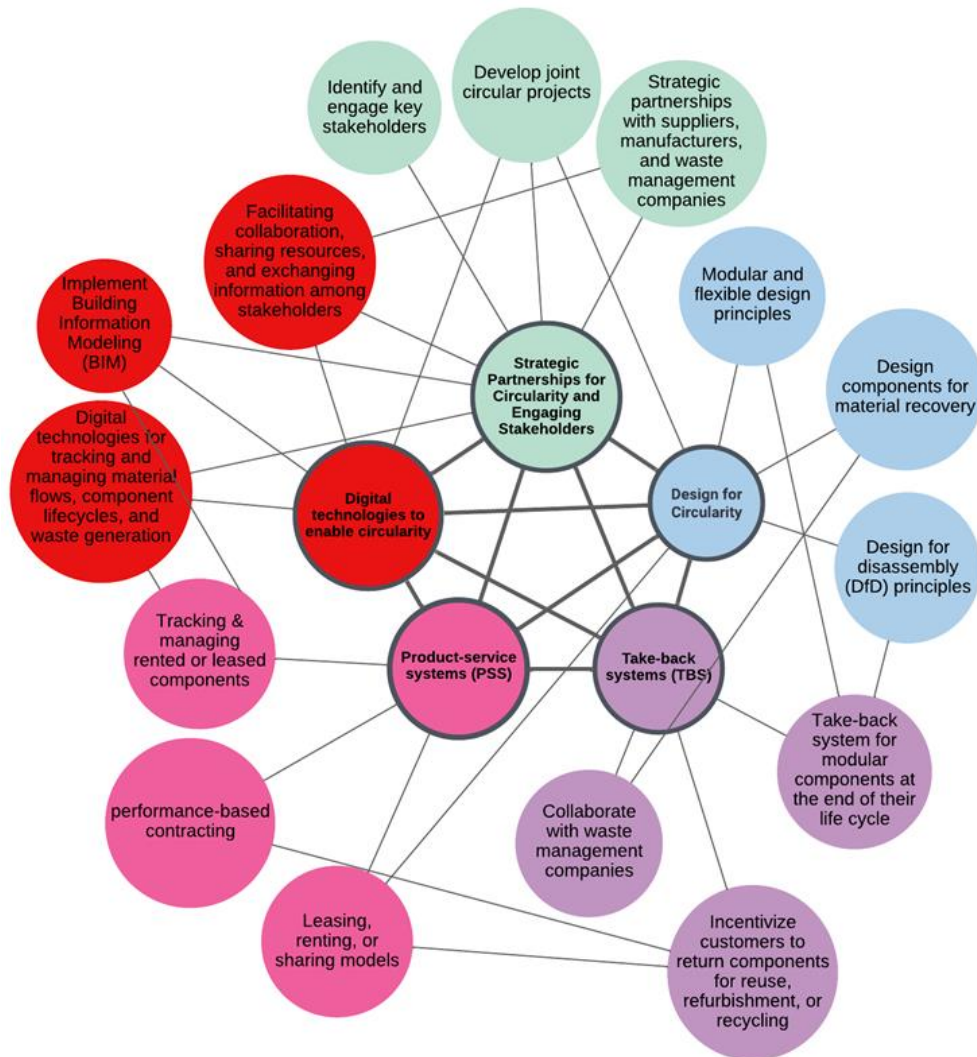 Identify and
engage key
stakeholders
Develop joint
circular projects
Strategic
partnerships
with suppliers,
manufacturers,
and waste
management
companies
Facilitating
collaboration,
sharing resources,
and exchanging
information among
stakeholders
Modular and
flexible design
principles
Implement
Building
Information
Modeling
(BIM)
Design
components for
material recovery
Strategic
Partnerships for
Circularity and
Engaging
Stakeholders
Digital
technologies for
tracking and
managing material
flows, component
lifecycles, and
waste generation
Digital
technologies to
enable circularity
Design for
Circularity
Design for
disassembly
(DfD) principles
Tracking &
managing
rented or leased
components
Product-service
systems (PSS)
Take-back
systems (TBS)
Take-back
system for
modular
components at
the end of their
life cycle
performance-based
contracting
Collaborate
with waste
management
companies
Leasing,
renting, or
sharing models
Incentivize
customers to
return components
for reuse,
refurbishment, or
recycling